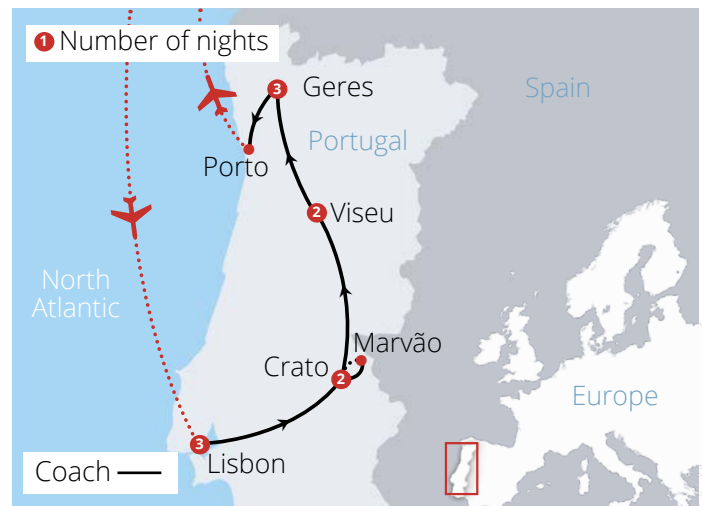 1 Number of nights
3 Geres
Spain
Portugal
Porto
2 Viseu
North
Atlantic
Marvão
Crato
2
Europe
3
Lisbon
Coach